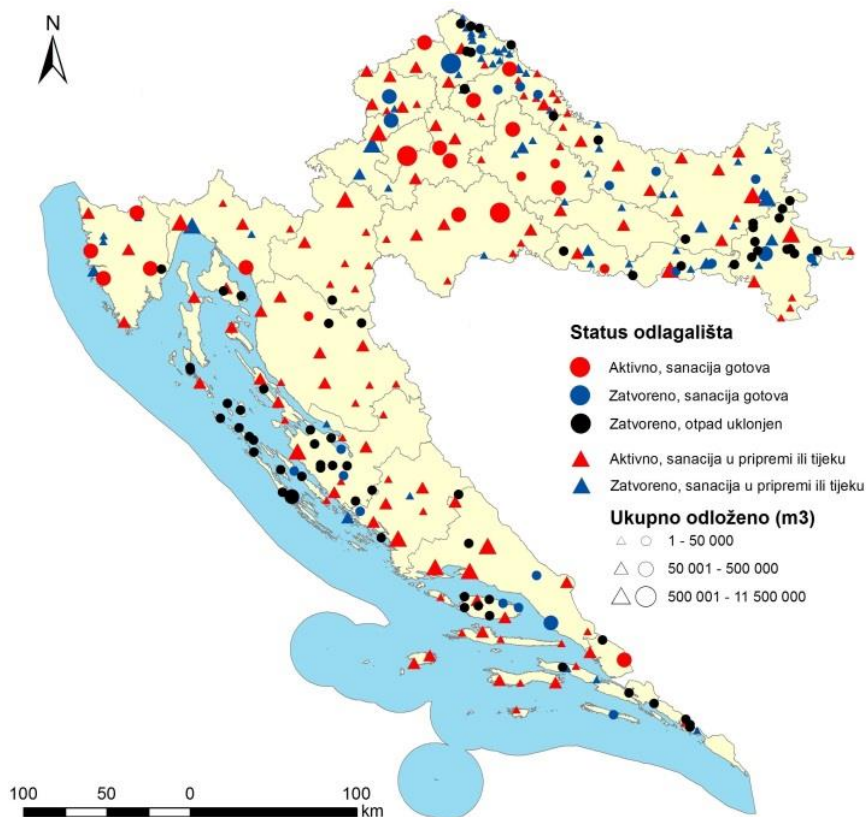 N
Status odlagališta
Aktivno, sanacija gotova
Zatvoreno, sanacija gotova
Zatvoreno, otpad uklonjen
Aktivno, sanacija u pripremi ili tijeku
Zatvoreno, sanacija u pripremi ili tijeku
Ukupno odloženo (m3)
1 - 50 000
50 001 - 500 000
500 001 - 11 500 000
100 0 100
km